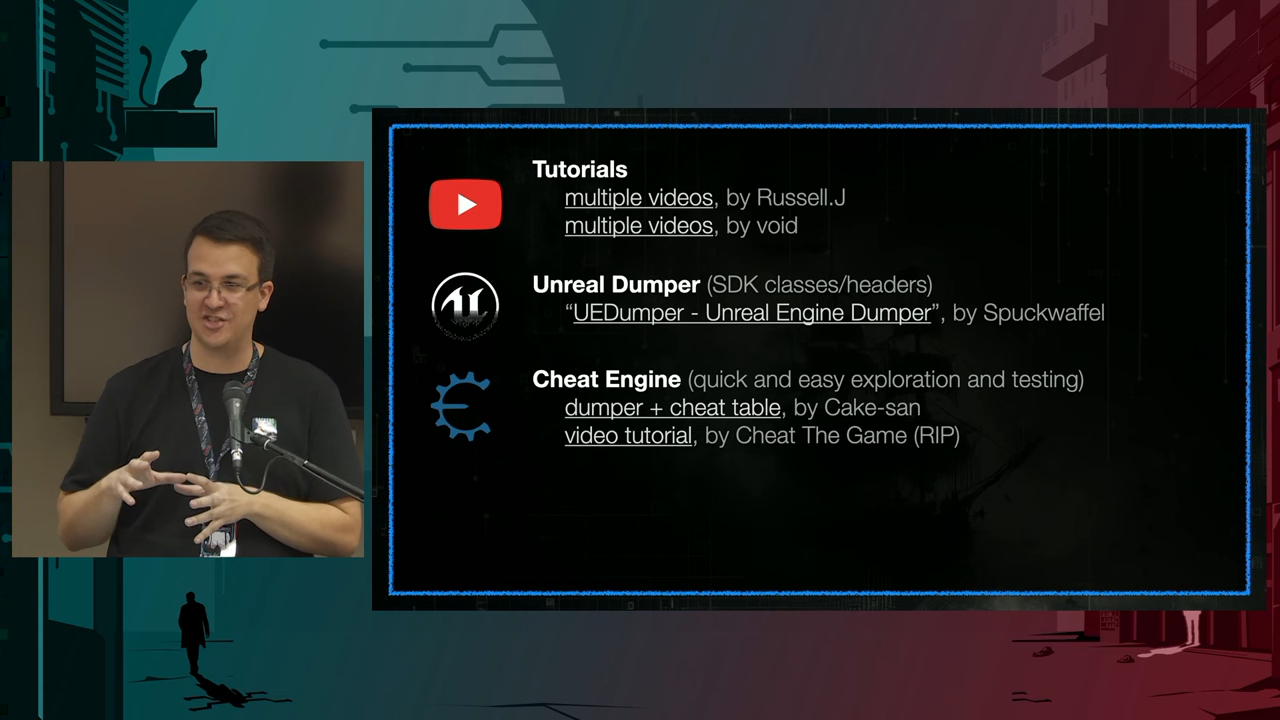 Tutorials
multiple videos, by Russell.J
multiple videos, by void
Unreal Dumper (SDK classes/headers)
“UEDumper - Unreal Engine Dumper”, by Spuckwaffel
Cheat Engine (quick and easy exploration and testing)
dumper + cheat table, by Cake-san
video tutorial, by Cheat The Game (RIP)